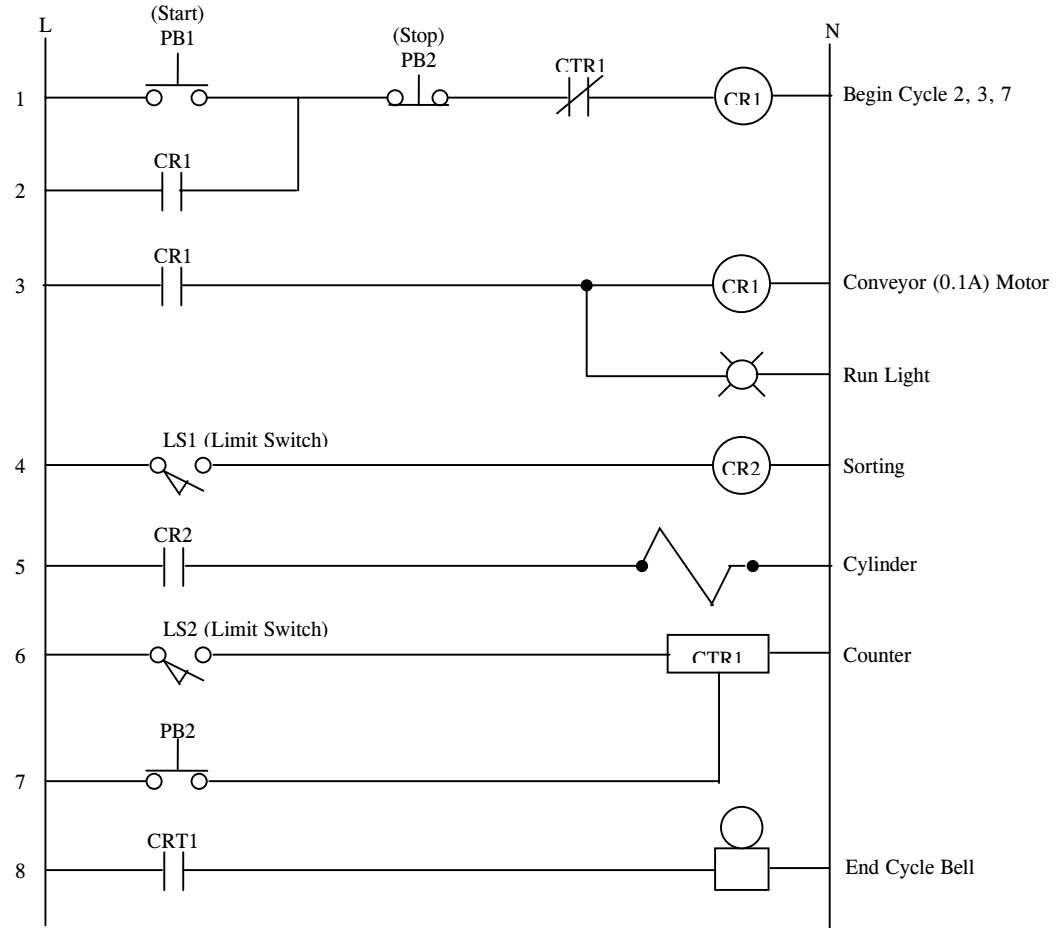 L
(Start)
PB1
(Stop)
PB2
CTR1
N
1
CR1
Begin Cycle 2, 3, 7
CR1
2
CR1
3
CR1
Conveyor (0.1A) Motor
Run Light
LS1 (Limit Switch)
4
CR2
Sorting
CR2
5
Cylinder
LS2 (Limit Switch)
6
CTR1
Counter
PB2
7
CRT1
8
End Cycle Bell